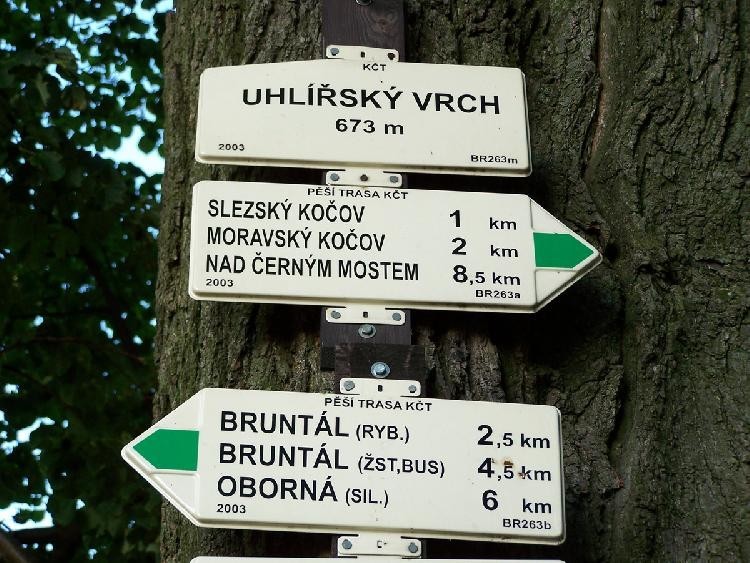 KČT
UHLÍŘSKÝ VRCH
673 m
2003 BR263m
PĚŠÍ TRASA KČT
SLEZSKÝ KOČOV 1 km
MORAVSKÝ KOČOV 2 km
NAD ČERNÝM MOSTEM 8,5 km
2003 BR263a
PĚŠÍ TRASA KČT
BRUNTÁL (RYB.) 2,5 km
BRUNTÁL (ŽST,BUS) 4,5 km
OBORNÁ (SIL.) 6 km
2003 BR263b